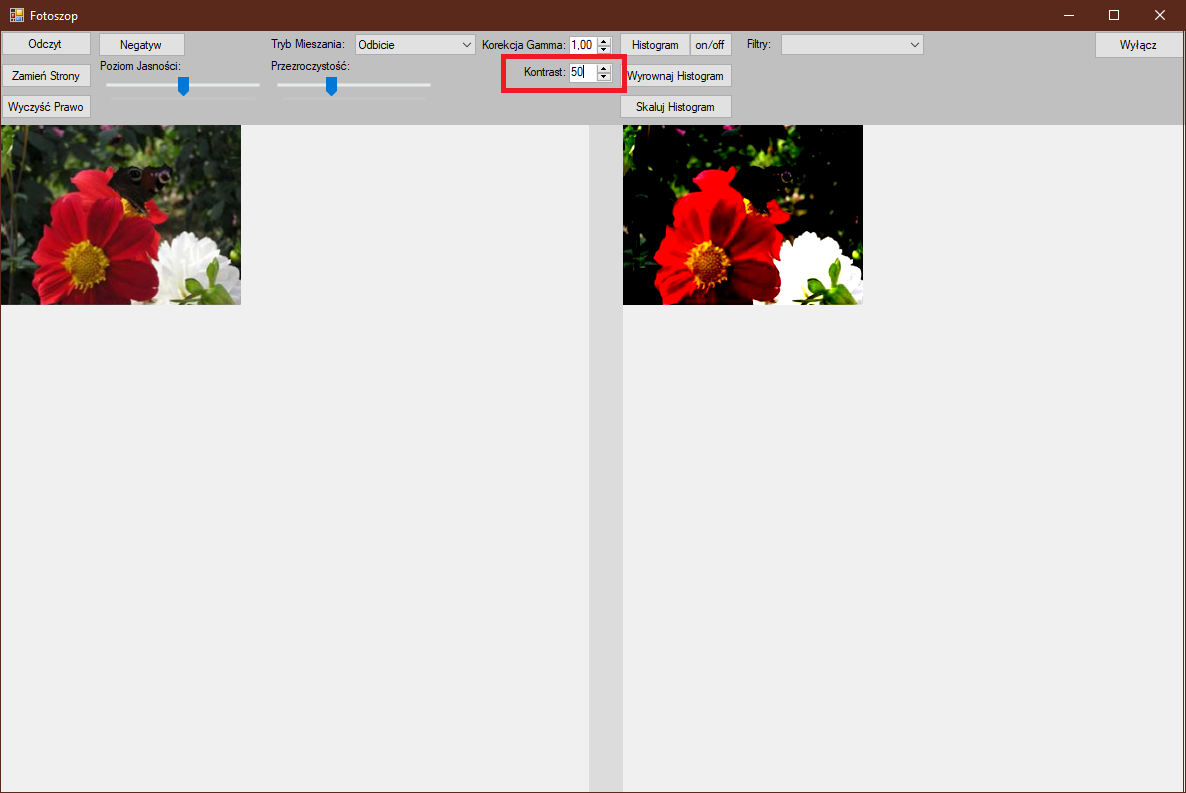 Fotoszop
Odczyt Negatyw Tryb Mieszania: Odbicie Korekcja Gamma: 1,00 Histogram on/off Filtry: Wyłącz
Zamień Strony Poziom Jasności: Przezroczystość: Kontrast: 50 Wyrownaj Histogram
Wyczyść Prawo Skaluj Histogram